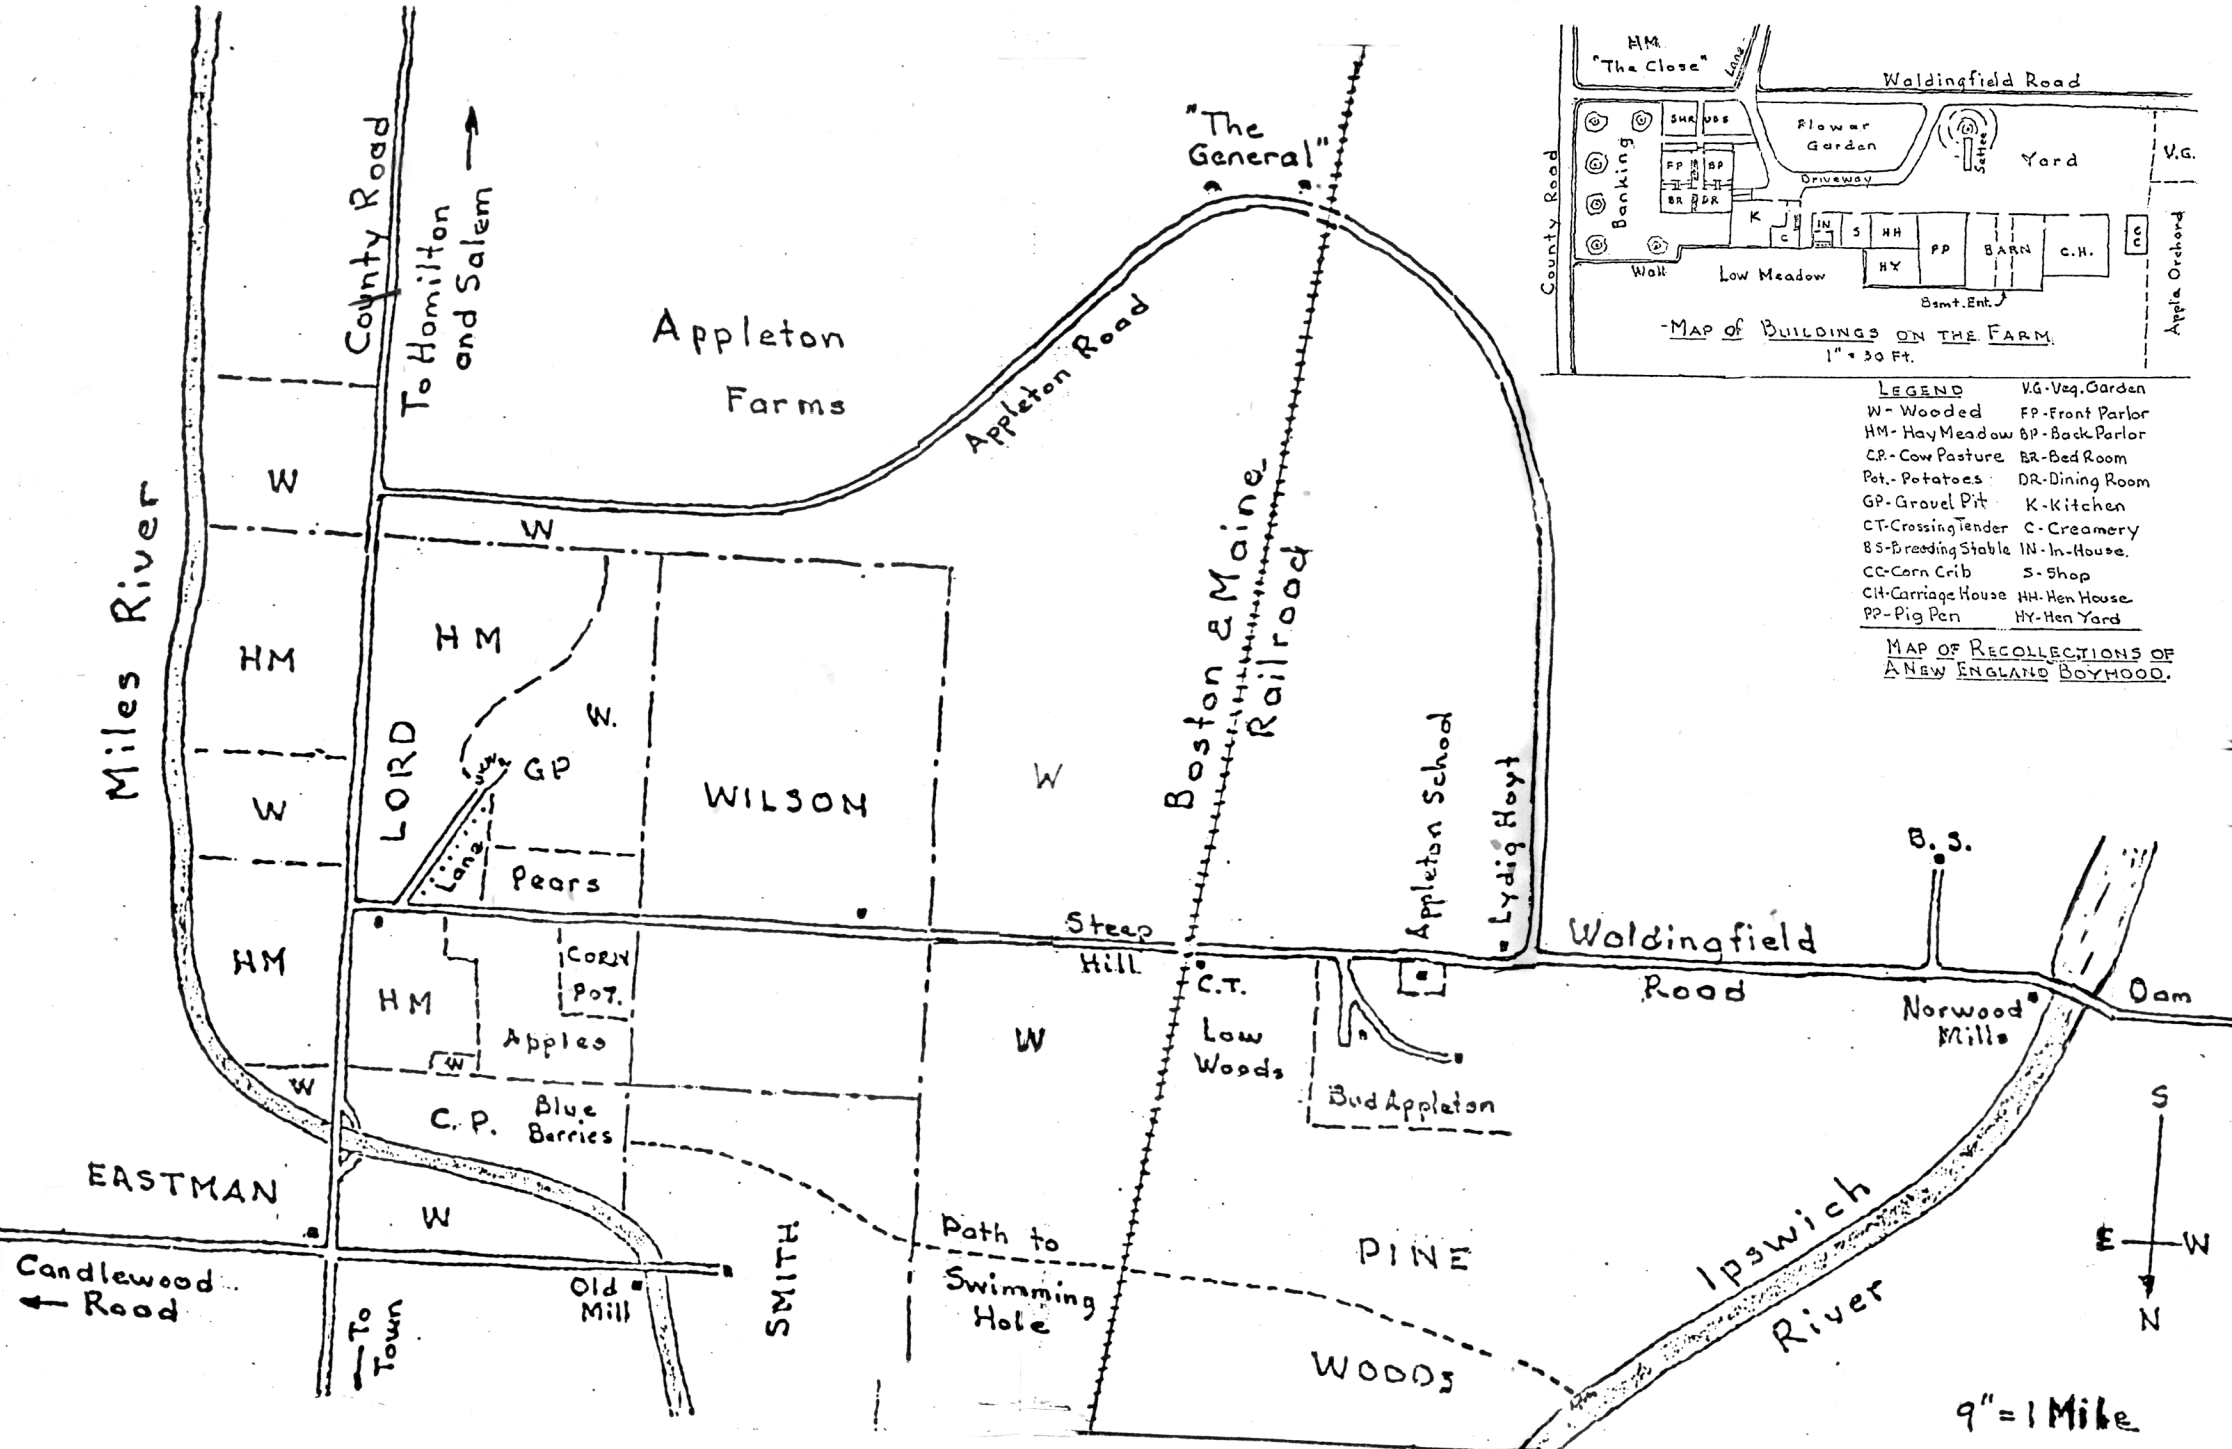 HM
"The Close"
Lane
Waldingfield Road
County Road
Banking
SHR UBS
Flower
Garden
Settee
Yard
V.G.
FP
BP
BR
DR
Driveway
K
C
IN
S
HH
HY
PP
BARN
C.H.
CC
Apple Orchard
Wall
Low Meadow
Bsmt. Ent.
-MAP OF BUILDINGS ON THE FARM.
1" = 30 Ft.
LEGEND
W- Wooded
HM- Hay Meadow
C.P.- Cow Pasture
Pot.- Potatoes
GP- Gravel Pit
CT- Crossing Tender
BS- Breeding Stable
CC- Corn Crib
CH- Carriage House
PP- Pig Pen
V.G.- Veg. Garden
FP- Front Parlor
BP- Back Parlor
BR- Bed Room
DR- Dining Room
K- Kitchen
C- Creamery
IN- In-House.
S- Shop
HH- Hen House
HY- Hen Yard
MAP OF RECOLLECTIONS OF
A NEW ENGLAND BOYHOOD.
County Road
To Hamilton
and Salem
"The
General"
Appleton
Farms
Appleton Road
Miles River
W
W
HM
HM
W.
GP
LORD
Lane
Pears
W
WILSON
W
Boston & Maine
Railroad
Appleton School
Lydig Hoyt
B.S.
Steep
Hill
Waldingfield
Road
C.T.
Norwood
Mills
Dam
HM
HM
CORN
POT.
Apples
W
W
W
Low
Woods
Bud Appleton
C.P.
Blue
Berries
EASTMAN
W
Candlewood
Road
To
Town
Old
Mill
SMITH
Path to
Swimming
Hole
PINE
WOODS
Ipswich
River
S
E
W
N
9" = 1 Mile